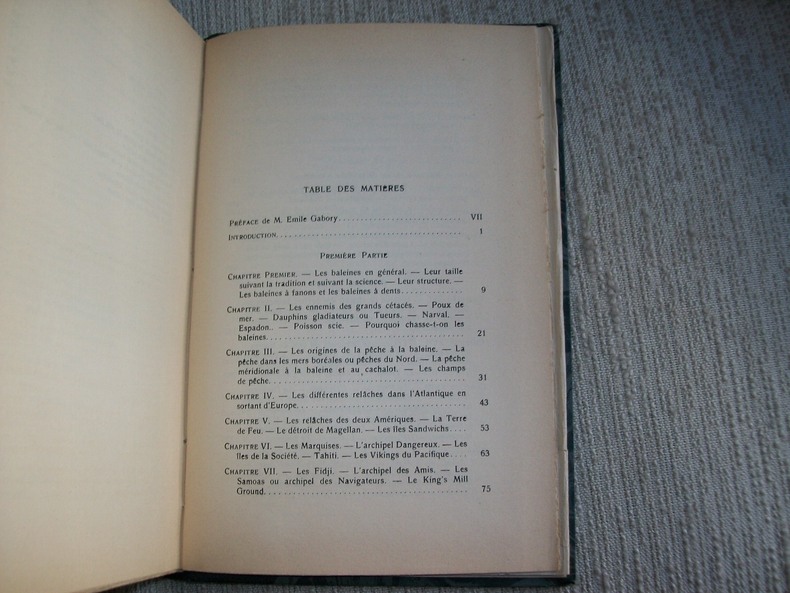 TABLE DES MATIERES
PRÉFACE de M. Emile Gabory............................ VII
INTRODUCTION............................................ 1
PREMIÈRE PARTIE
CHAPITRE PREMIER. — Les baleines en général. — Leur taille
suivant la tradition et suivant la science. — Leur structure. —
Les baleines à fanons et les baleines à dents.............. 9
CHAPITRE II. — Les ennemis des grands cétacés. — Poux de
mer. — Dauphins gladiateurs ou Tueurs. — Narval. —
Espadon.. — Poisson scie. — Pourquoi chasse-t-on les
baleines................................................ 21
CHAPITRE III. — Les origines de la pêche à la baleine. — La
pêche dans les mers boréales ou pêches du Nord. — La pêche
méridionale à la baleine et au cachalot. — Les champs
de pêche................................................ 31
CHAPITRE IV. — Les différentes relâches dans l'Atlantique en
sortant d'Europe........................................ 43
CHAPITRE V. — Les relâches des deux Amériques. — La Terre
de Feu. — Le détroit de Magellan. — Les Iles Sandwichs.... 53
CHAPITRE VI. — Les Marquises. — L'archipel Dangereux. — Les
Iles de la Société. — Tahiti. — Les Vikings du Pacifique.... 63
CHAPITRE VII. — Les Fidji. — L'archipel des Amis. — Les
Samoas ou archipel des Navigateurs. — Le King's Mill
Ground.................................................. 75